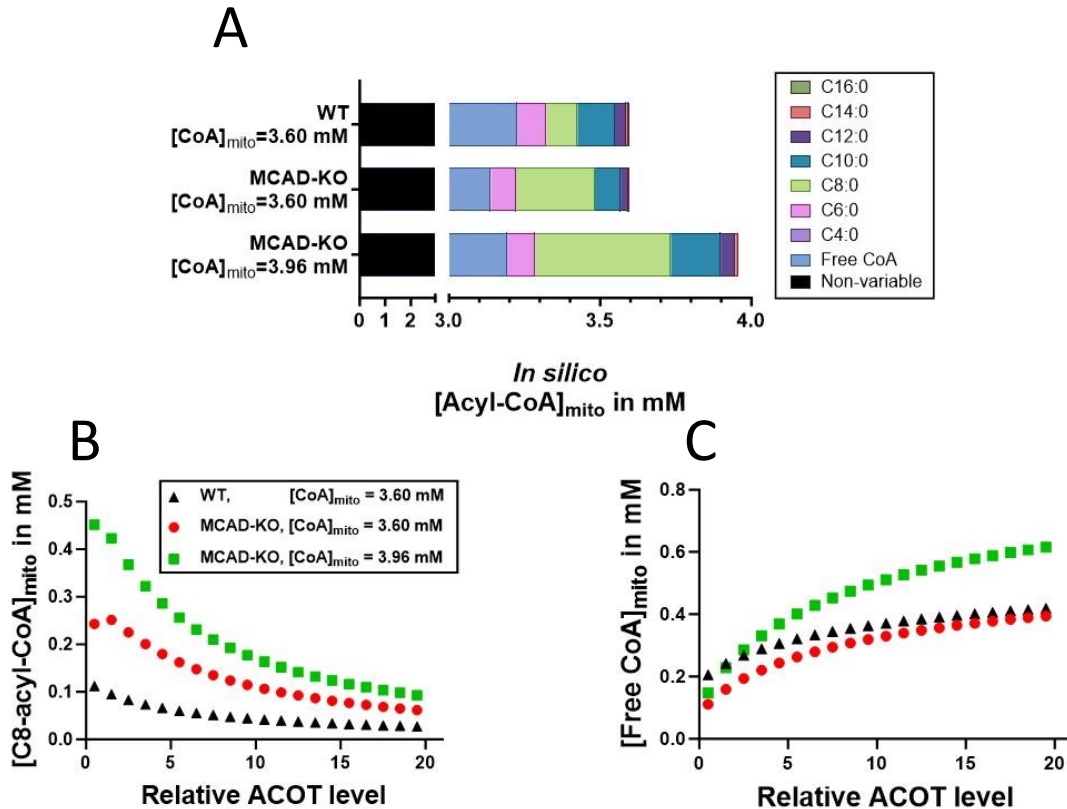 A
WT
[CoA]mito=3.60 mM
MCAD-KO
[CoA]mito=3.60 mM
MCAD-KO
[CoA]mito=3.96 mM
0 1 2 3.0 3.5 4.0
In silico
[Acyl-CoA]mito in mM
C16:0
C14:0
C12:0
C10:0
C8:0
C6:0
C4:0
Free CoA
Non-variable
B
[C8-acyl-CoA]mito in mM
0.5
0.4
0.3
0.2
0.1
0.0
0 5 10 15 20
Relative ACOT level
WT, [CoA]mito = 3.60 mM
MCAD-KO, [CoA]mito = 3.60 mM
MCAD-KO, [CoA]mito = 3.96 mM
C
[Free CoA]mito in mM
0.8
0.6
0.4
0.2
0.0
0 5 10 15 20
Relative ACOT level